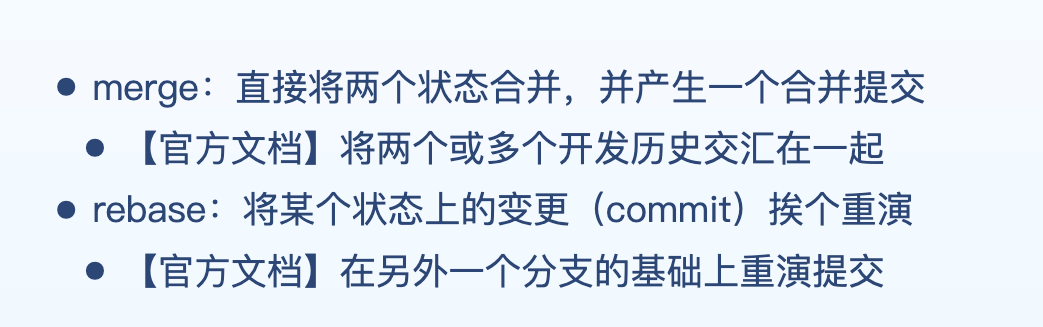 • merge：直接将两个状态合并，并产生一个合并提交
• 【官方文档】将两个或多个开发历史交汇在一起
• rebase：将某个状态上的变更（commit）挨个重演
• 【官方文档】在另外一个分支的基础上重演提交